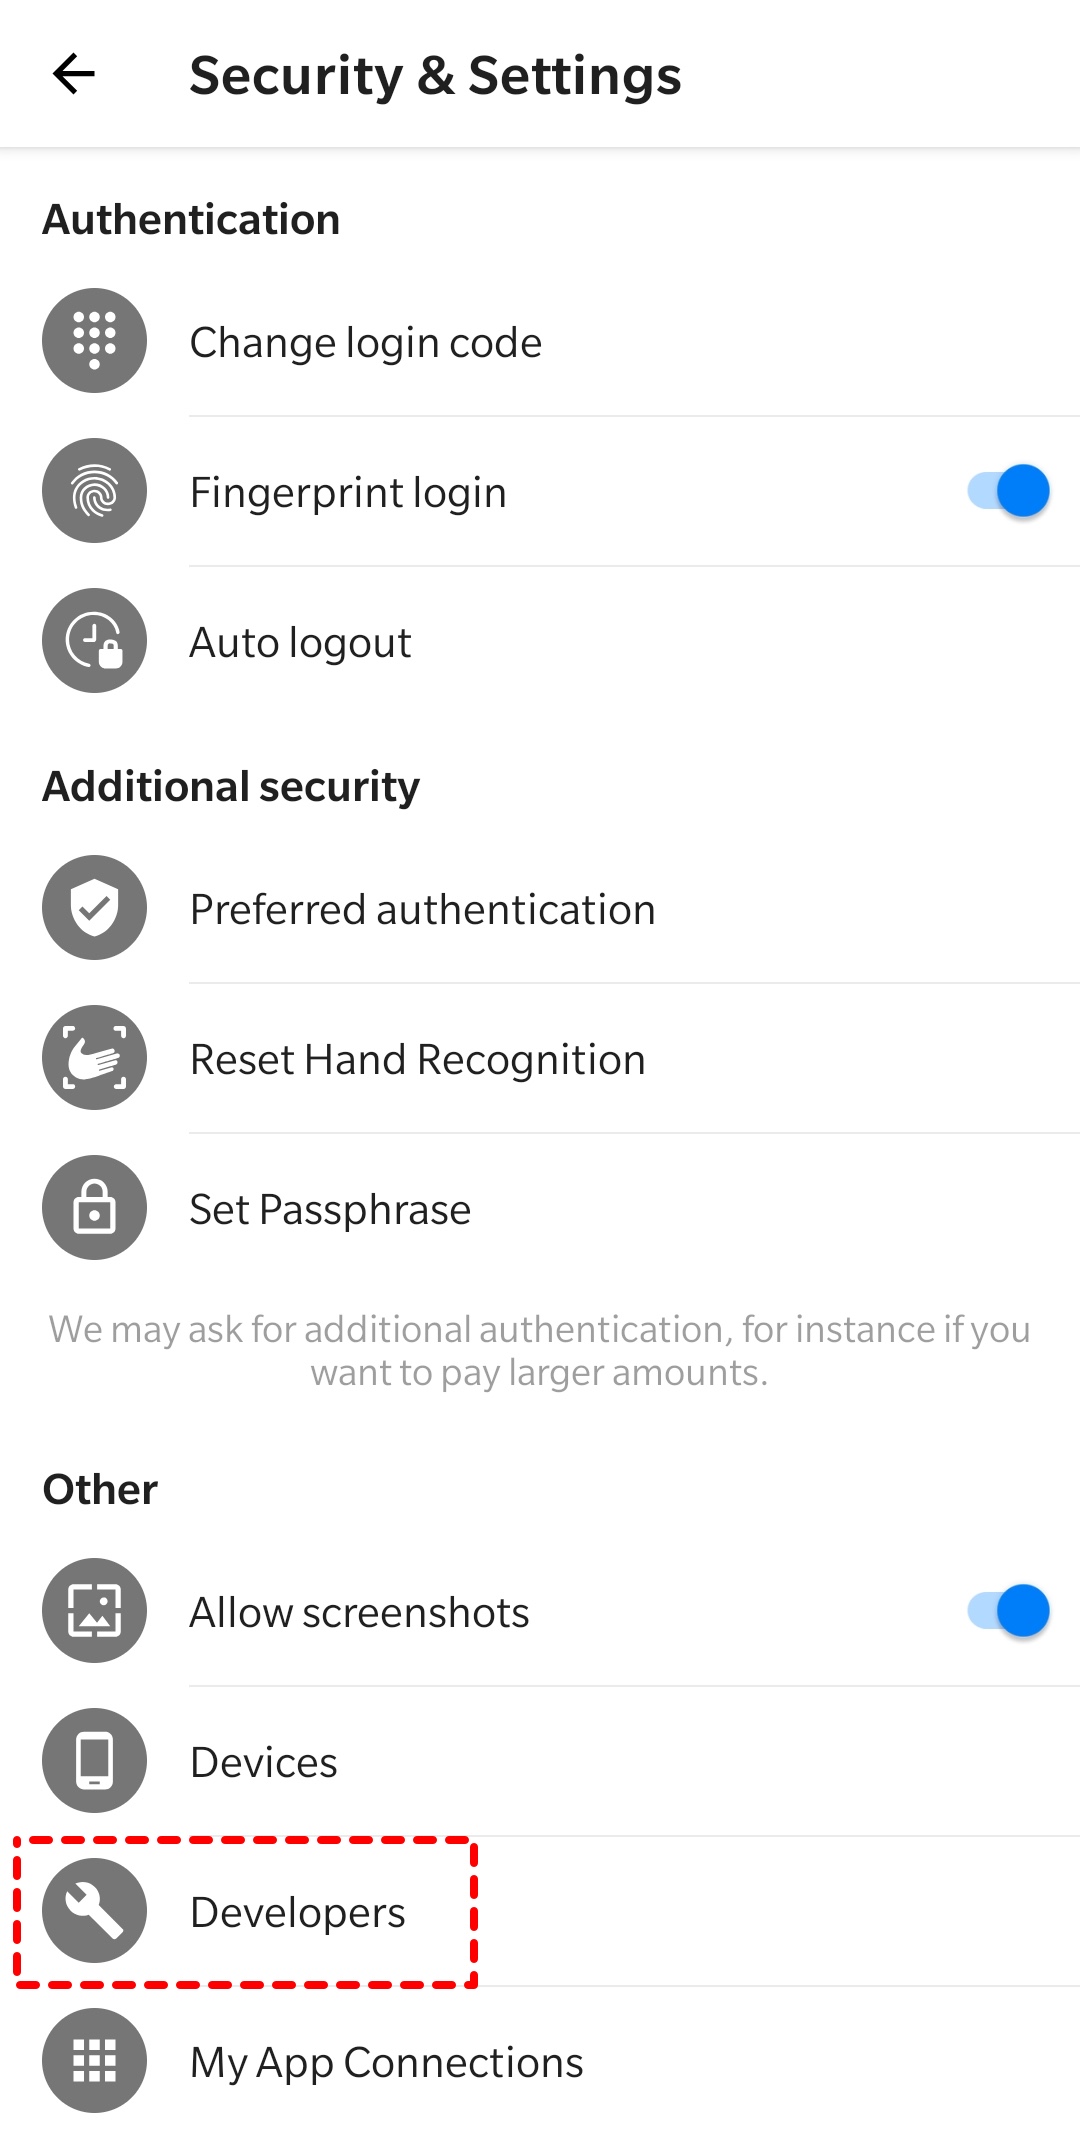 Security & Settings
Authentication
Change login code
Fingerprint login
Auto logout
Additional security
Preferred authentication
Reset Hand Recognition
Set Passphrase
We may ask for additional authentication, for instance if you
want to pay larger amounts.
Other
Allow screenshots
Devices
Developers
My App Connections